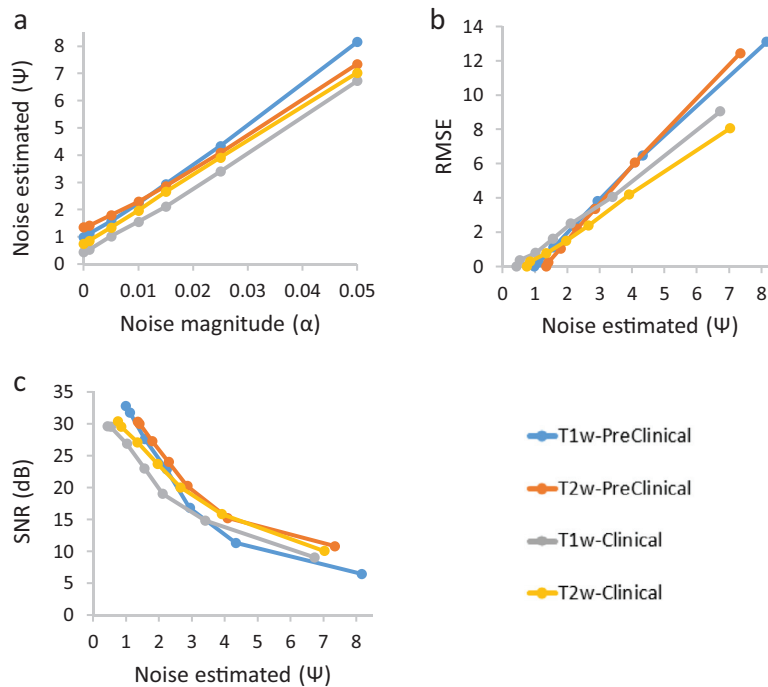 a
Noise estimated (Ψ)
8
7
6
5
4
3
2
1
0
0 0.01 0.02 0.03 0.04 0.05
Noise magnitude (α)
b
RMSE
14
12
10
8
6
4
2
0
0 1 2 3 4 5 6 7 8
Noise estimated (Ψ)
c
SNR (dB)
35
30
25
20
15
10
5
0
0 1 2 3 4 5 6 7 8
Noise estimated (Ψ)
T1w-PreClinical
T2w-PreClinical
T1w-Clinical
T2w-Clinical